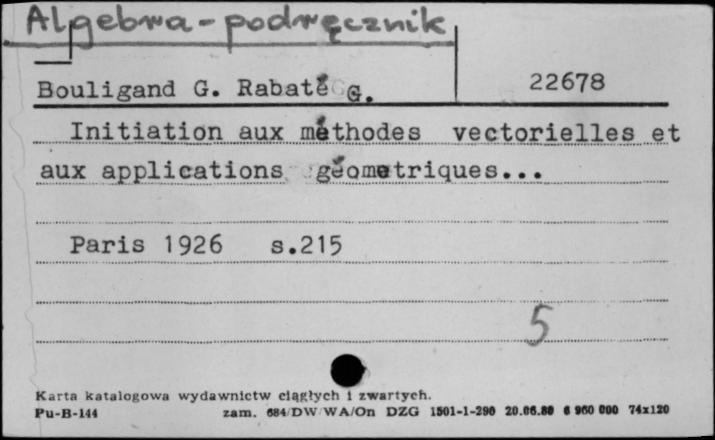 Algebra - podręcznik
Bouligand G. Rabaté G.
22678
Initiation aux méthodes vectorielles et
aux applications géometriques...
Paris 1926 s.215
5
Karta katalogowa wydawnictw ciągłych i zwartych.
Pu-B-144 zam. 684/DW WA/On DZG 1501-1-290 20.06.80 6 960 000 74x120